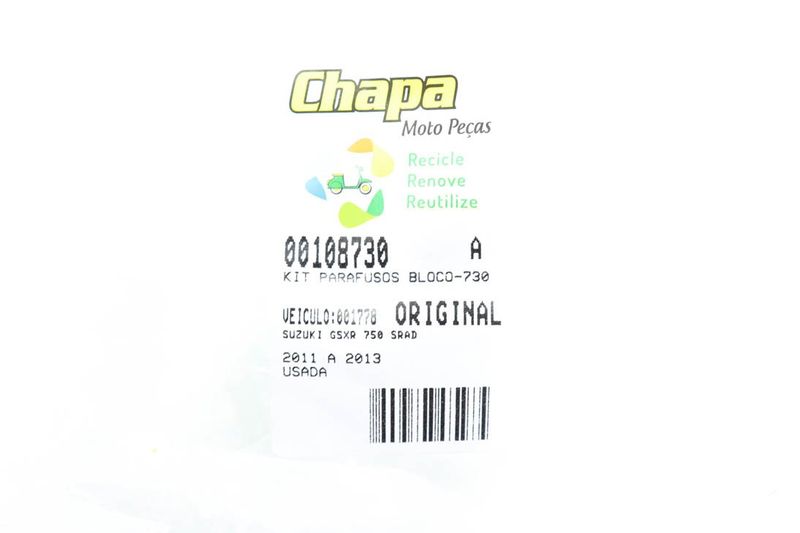 Chapa
Moto Peças
Recicle
Renove
Reutilize
00108730 A
KIT PARAFUSOS BLOCO-730
VEICULO:001778 ORIGINAL
SUZUKI GSXR 750 SRAD
2011 A 2013
USADA